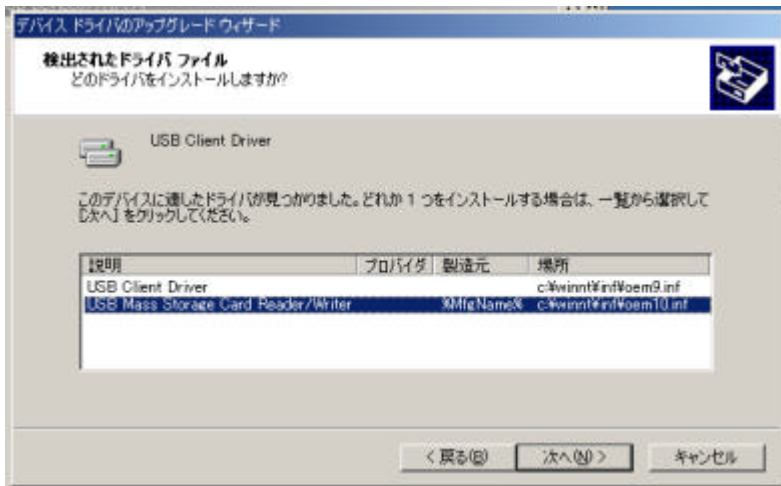 デバイス ドライバのアップグレード ウィザード
検出されたドライバ ファイル
どのドライバをインストールしますか?
USB Client Driver
このデバイスに適したドライバが見つかりました。どれか 1 つをインストールする場合は、一覧から選択して
[次へ] をクリックしてください。
説明 プロバイダ 製造元 場所
USB Client Driver c:¥winnt¥inf¥oem9.inf
USB Mass Storage Card Reader/Writer %MfgName% c:¥winnt¥inf¥oem10.inf
< 戻る(B) 次へ(N) > キャンセル